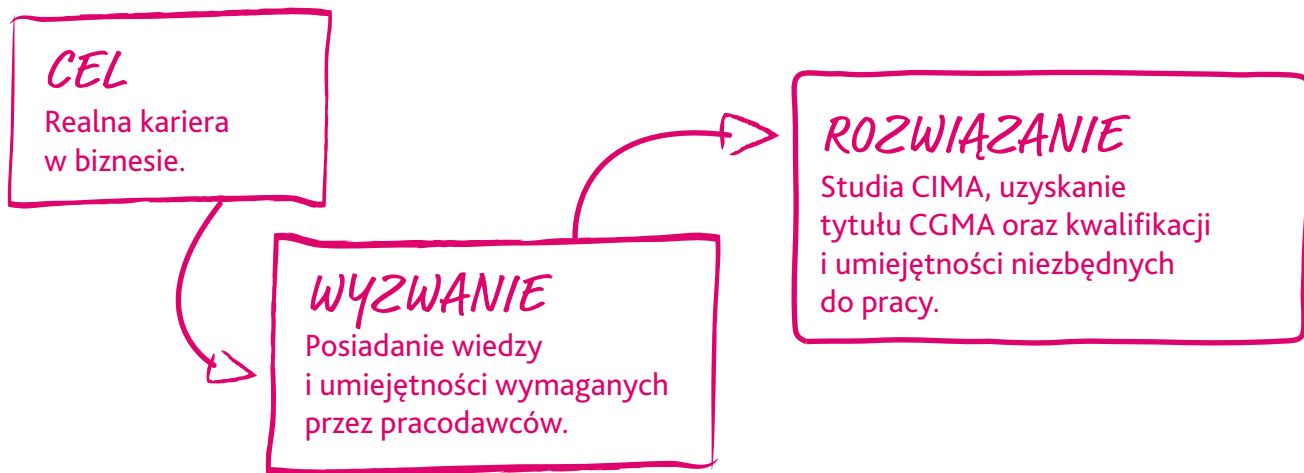 CEL
Realna kariera
w biznesie.
WYZWANIE
Posiadanie wiedzy
i umiejętności wymaganych
przez pracodawców.
ROZWIĄZANIE
Studia CIMA, uzyskanie
tytułu CGMA oraz kwalifikacji
i umiejętności niezbędnych
do pracy.